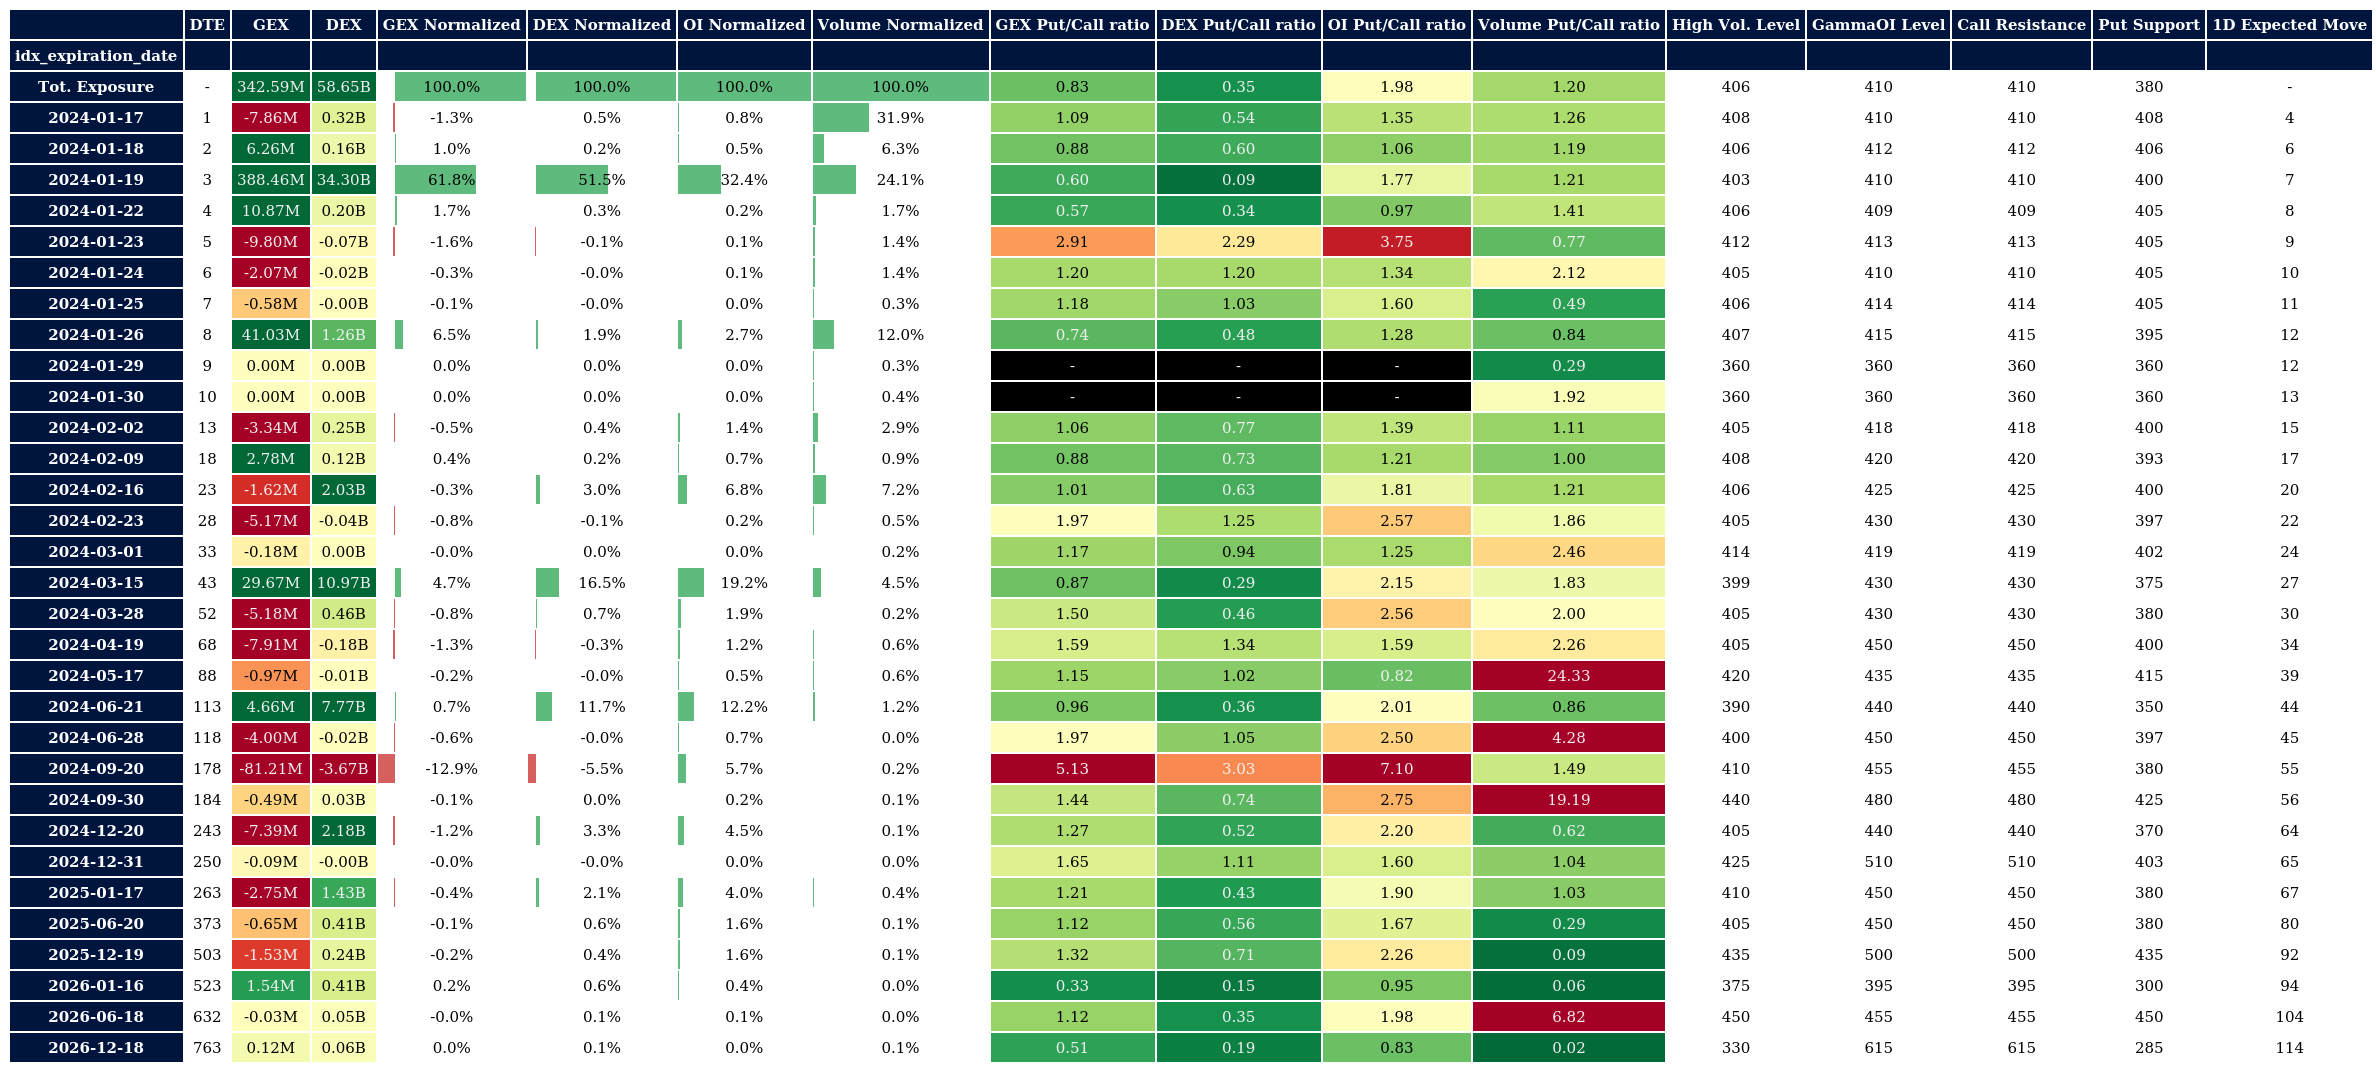 DTE GEX DEX GEX Normalized DEX Normalized OI Normalized Volume Normalized GEX Put/Call ratio DEX Put/Call ratio OI Put/Call ratio Volume Put/Call ratio High Vol. Level GammaOI Level Call Resistance Put Support 1D Expected Move
idx_expiration_date
Tot. Exposure - 342.59M 58.65B 100.0% 100.0% 100.0% 100.0% 0.83 0.35 1.98 1.20 406 410 410 380 -
2024-01-17 1 -7.86M 0.32B -1.3% 0.5% 0.8% 31.9% 1.09 0.54 1.35 1.26 408 410 410 408 4
2024-01-18 2 6.26M 0.16B 1.0% 0.2% 0.5% 6.3% 0.88 0.60 1.06 1.19 406 412 412 406 6
2024-01-19 3 388.46M 34.30B 61.8% 51.5% 32.4% 24.1% 0.60 0.09 1.77 1.21 403 410 410 400 7
2024-01-22 4 10.87M 0.20B 1.7% 0.3% 0.2% 1.7% 0.57 0.34 0.97 1.41 406 409 409 405 8
2024-01-23 5 -9.80M -0.07B -1.6% -0.1% 0.1% 1.4% 2.91 2.29 3.75 0.77 412 413 413 405 9
2024-01-24 6 -2.07M -0.02B -0.3% -0.0% 0.1% 1.4% 1.20 1.20 1.34 2.12 405 410 410 405 10
2024-01-25 7 -0.58M -0.00B -0.1% -0.0% 0.0% 0.3% 1.18 1.03 1.60 0.49 406 414 414 405 11
2024-01-26 8 41.03M 1.26B 6.5% 1.9% 2.7% 12.0% 0.74 0.48 1.28 0.84 407 415 415 395 12
2024-01-29 9 0.00M 0.00B 0.0% 0.0% 0.0% 0.3% - - - 0.29 360 360 360 360 12
2024-01-30 10 0.00M 0.00B 0.0% 0.0% 0.0% 0.4% - - - 1.92 360 360 360 360 13
2024-02-02 13 -3.34M 0.25B -0.5% 0.4% 1.4% 2.9% 1.06 0.77 1.39 1.11 405 418 418 400 15
2024-02-09 18 2.78M 0.12B 0.4% 0.2% 0.7% 0.9% 0.88 0.73 1.21 1.00 408 420 420 393 17
2024-02-16 23 -1.62M 2.03B -0.3% 3.0% 6.8% 7.2% 1.01 0.63 1.81 1.21 406 425 425 400 20
2024-02-23 28 -5.17M -0.04B -0.8% -0.1% 0.2% 0.5% 1.97 1.25 2.57 1.86 405 430 430 397 22
2024-03-01 33 -0.18M 0.00B -0.0% 0.0% 0.0% 0.2% 1.17 0.94 1.25 2.46 414 419 419 402 24
2024-03-15 43 29.67M 10.97B 4.7% 16.5% 19.2% 4.5% 0.87 0.29 2.15 1.83 399 430 430 375 27
2024-03-28 52 -5.18M 0.46B -0.8% 0.7% 1.9% 0.2% 1.50 0.46 2.56 2.00 405 430 430 380 30
2024-04-19 68 -7.91M -0.18B -1.3% -0.3% 1.2% 0.6% 1.59 1.34 1.59 2.26 405 450 450 400 34
2024-05-17 88 -0.97M -0.01B -0.2% -0.0% 0.5% 0.6% 1.15 1.02 0.82 24.33 420 435 435 415 39
2024-06-21 113 4.66M 7.77B 0.7% 11.7% 12.2% 1.2% 0.96 0.36 2.01 0.86 390 440 440 350 44
2024-06-28 118 -4.00M -0.02B -0.6% -0.0% 0.7% 0.0% 1.97 1.05 2.50 4.28 400 450 450 397 45
2024-09-20 178 -81.21M -3.67B -12.9% -5.5% 5.7% 0.2% 5.13 3.03 7.10 1.49 410 455 455 380 55
2024-09-30 184 -0.49M 0.03B -0.1% 0.0% 0.2% 0.1% 1.44 0.74 2.75 19.19 440 480 480 425 56
2024-12-20 243 -7.39M 2.18B -1.2% 3.3% 4.5% 0.1% 1.27 0.52 2.20 0.62 405 440 440 370 64
2024-12-31 250 -0.09M -0.00B -0.0% -0.0% 0.0% 0.0% 1.65 1.11 1.60 1.04 425 510 510 403 65
2025-01-17 263 -2.75M 1.43B -0.4% 2.1% 4.0% 0.4% 1.21 0.43 1.90 1.03 410 450 450 380 67
2025-06-20 373 -0.65M 0.41B -0.1% 0.6% 1.6% 0.1% 1.12 0.56 1.67 0.29 405 450 450 380 80
2025-12-19 503 -1.53M 0.24B -0.2% 0.4% 1.6% 0.1% 1.32 0.71 2.26 0.09 435 500 500 435 92
2026-01-16 523 1.54M 0.41B 0.2% 0.6% 0.4% 0.0% 0.33 0.15 0.95 0.06 375 395 395 300 94
2026-06-18 632 -0.03M 0.05B -0.0% 0.1% 0.1% 0.0% 1.12 0.35 1.98 6.82 450 455 455 450 104
2026-12-18 763 0.12M 0.06B 0.0% 0.1% 0.0% 0.1% 0.51 0.19 0.83 0.02 330 615 615 285 114